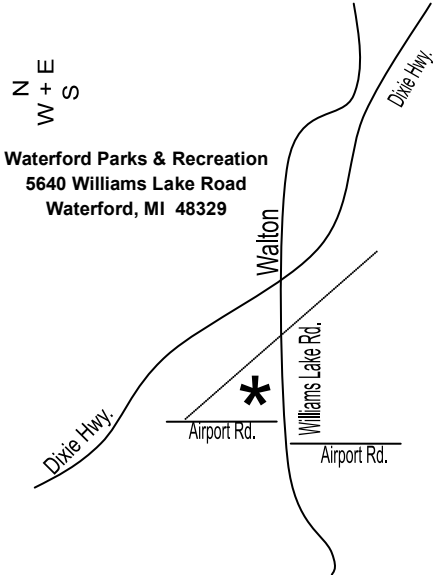 N
W + E
S
Waterford Parks & Recreation
5640 Williams Lake Road
Waterford, MI 48329
Dixie Hwy.
Walton
Williams Lake Rd.
*
Airport Rd.
Airport Rd.
Dixie Hwy.